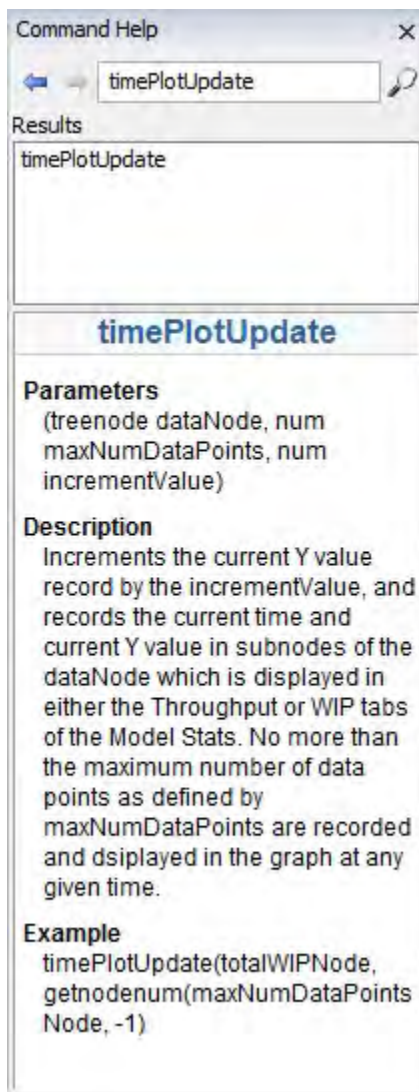 Command Help
timePlotUpdate
Results
timePlotUpdate
timePlotUpdate
Parameters
(treenode dataNode, num
maxNumDataPoints, num
incrementValue)
Description
Increments the current Y value
record by the incrementValue, and
records the current time and
current Y value in subnodes of the
dataNode which is displayed in
either the Throughput or WIP tabs
of the Model Stats. No more than
the maximum number of data
points as defined by
maxNumDataPoints are recorded
and dsiplayed in the graph at any
given time.
Example
timePlotUpdate(totalWIPNode,
getnodenum(maxNumDataPoints
Node, -1)